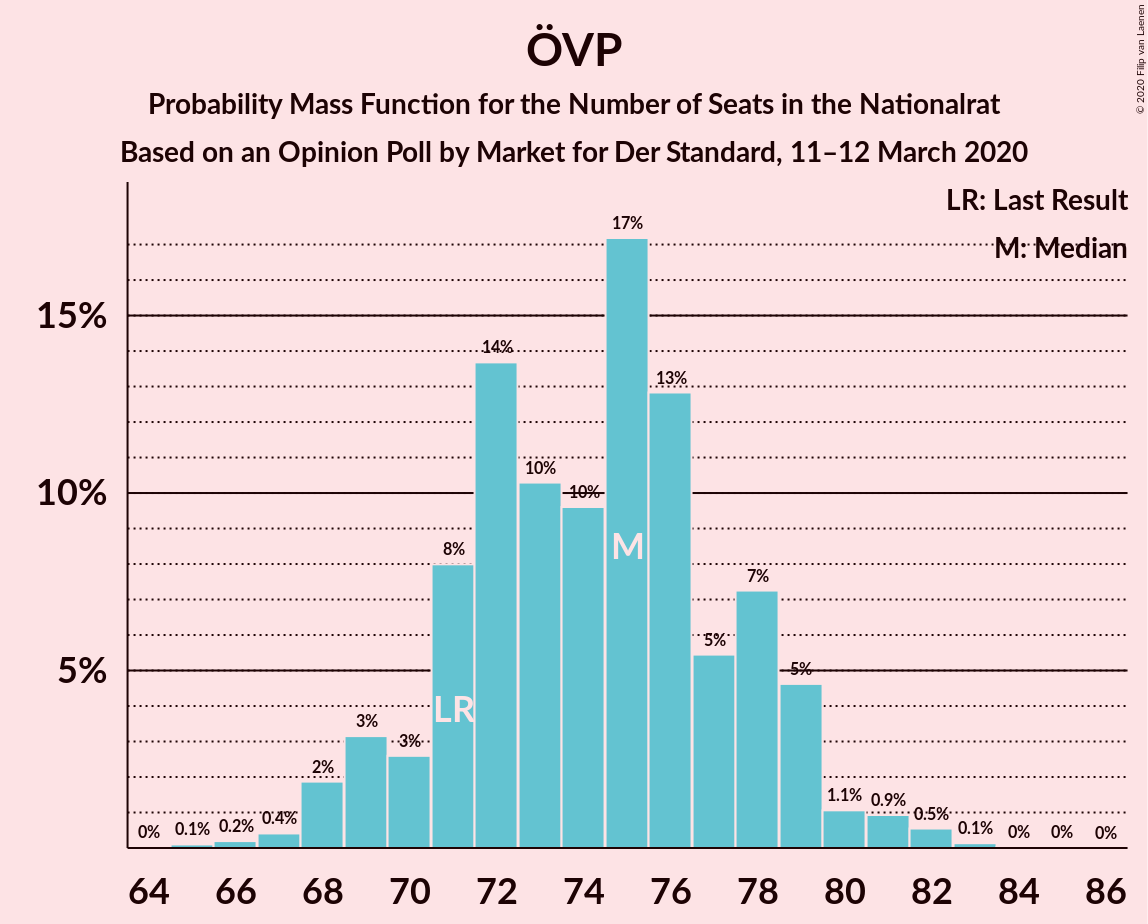 ÖVP
Probability Mass Function for the Number of Seats in the Nationalrat
Based on an Opinion Poll by Market for Der Standard, 11–12 March 2020
© 2020 Filip van Laenen
LR: Last Result
M: Median
15%
10%
5%
0%
0.1%
0.2%
0.4%
2%
3%
3%
8%
14%
10%
10%
17%
13%
5%
7%
5%
1.1%
0.9%
0.5%
0.1%
0%
0%
0%
LR
M
64 66 68 70 72 74 76 78 80 82 84 86